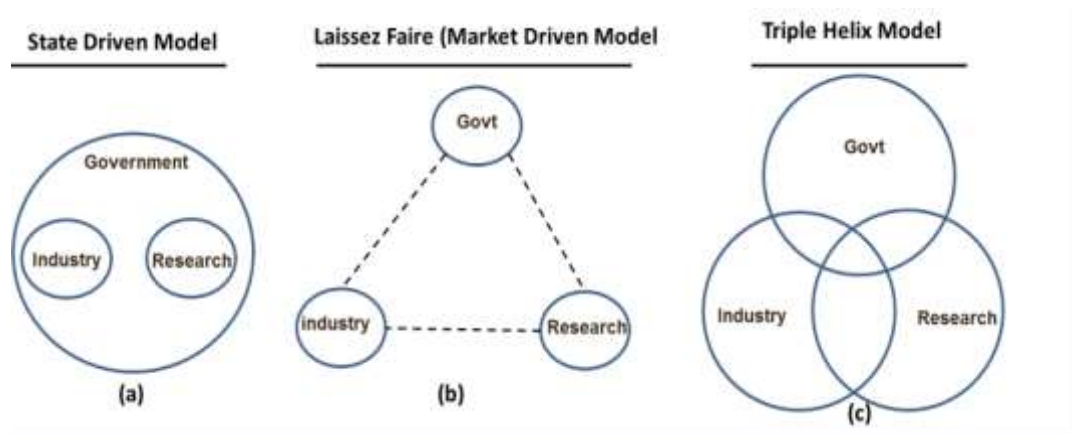 State Driven Model
Laissez Faire (Market Driven Model
Triple Helix Model
Government
Industry
Research
(a)
Govt
industry
Research
(b)
Govt
Industry
Research
(c)